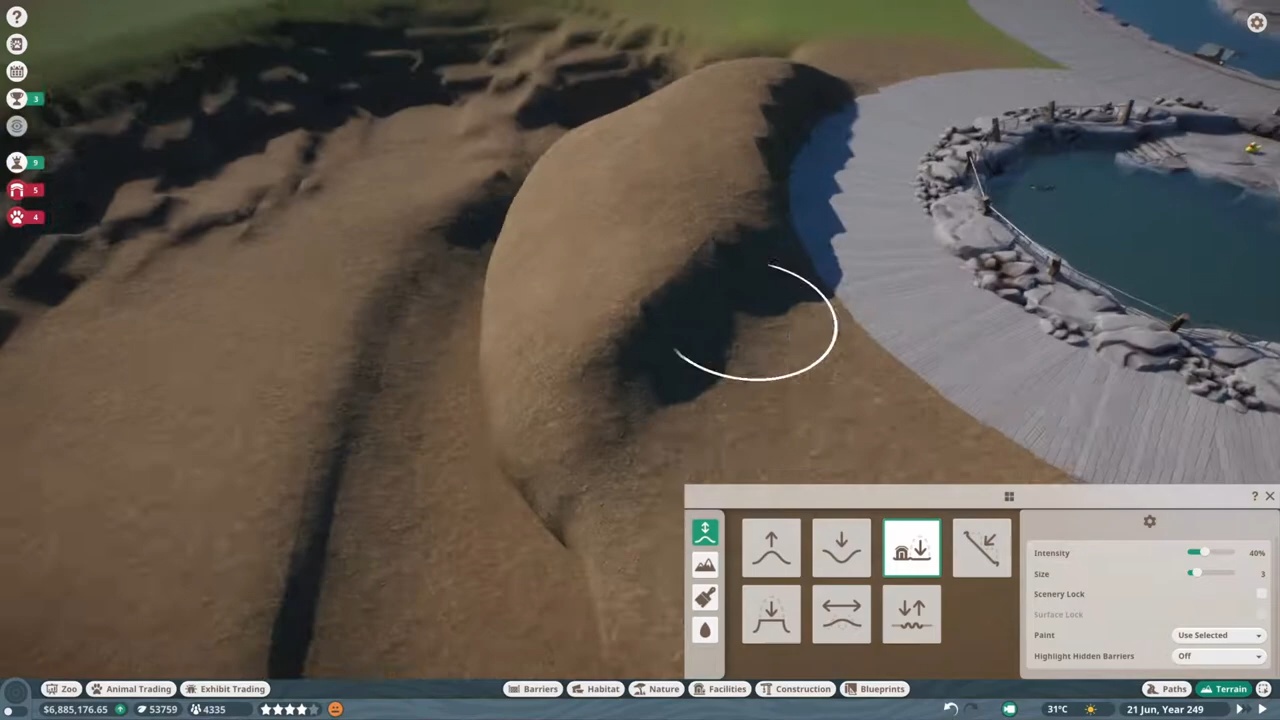 ?
3
9
5
4
? ×
Intensity 40%
Size 3
Scenery Lock
Surface Lock
Paint Use Selected
Highlight Hidden Barriers Off
Zoo Animal Trading Exhibit Trading Barriers Habitat Nature Facilities Construction Blueprints Paths Terrain
$6,885,176.65 53759 4335 31°C 21 Jun, Year 249